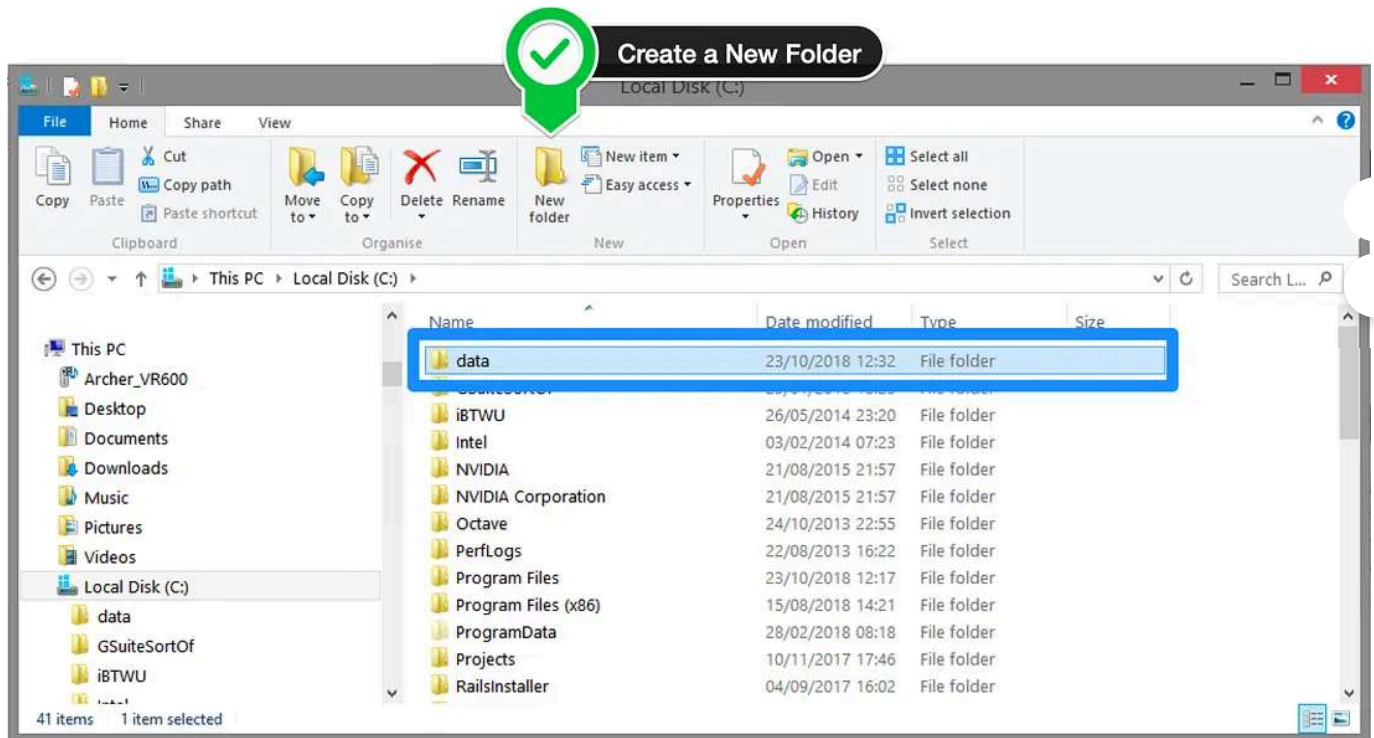 Create a New Folder
Local Disk (C:)
File Home Share View
Cut
Copy path
Paste shortcut
Copy Paste
Move to
Copy to
Delete Rename
New folder
New item
Easy access
Properties
Open
Edit
History
Select all
Select none
Invert selection
Clipboard Organise New Open Select
This PC Local Disk (C:)
Search L...
Name Date modified Type Size
data 23/10/2018 12:32 File folder
iBTWU 26/05/2014 23:20 File folder
Intel 03/02/2014 07:23 File folder
NVIDIA 21/08/2015 21:57 File folder
NVIDIA Corporation 21/08/2015 21:57 File folder
Octave 24/10/2013 22:55 File folder
PerfLogs 22/08/2013 16:22 File folder
Program Files 23/10/2018 12:17 File folder
Program Files (x86) 15/08/2018 14:21 File folder
ProgramData 28/02/2018 08:18 File folder
Projects 10/11/2017 17:46 File folder
RailsInstaller 04/09/2017 16:02 File folder
This PC
Archer_VR600
Desktop
Documents
Downloads
Music
Pictures
Videos
Local Disk (C:)
data
GSuiteSortOf
iBTWU
41 items 1 item selected